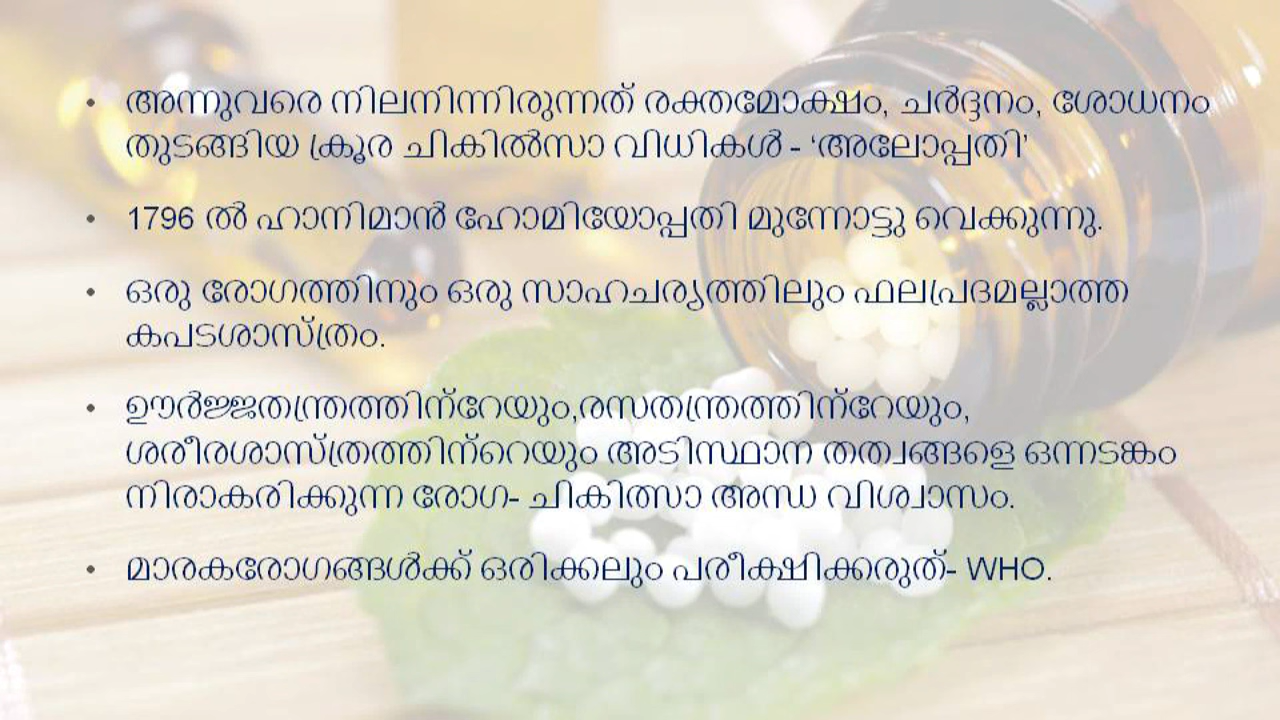 • അന്നുവരെ നിലനിന്നിരുന്നത് രക്തമോക്ഷം, ചർദ്ദനം, ശോധനം
തുടങ്ങിയ ക്രൂര ചികിൽസാ വിധികൾ - ‘അലോപ്പതി’
• 1796 ൽ ഹാനിമാൻ ഹോമിയോപ്പതി മുന്നോട്ടു വെക്കുന്നു.
• ഒരു രോഗത്തിനും ഒരു സാഹചര്യത്തിലും ഫലപ്രദമല്ലാത്ത
കപടശാസ്ത്രം.
• ഊർജ്ജതന്ത്രത്തിന്റേയും,രസതന്ത്രത്തിന്റേയും,
ശരീരശാസ്ത്രത്തിന്റെയും അടിസ്ഥാന തത്വങ്ങളെ ഒന്നടങ്കം
നിരാകരിക്കുന്ന രോഗ- ചികിത്സാ അന്ധ വിശ്വാസം.
• മാരകരോഗങ്ങൾക്ക് ഒരിക്കലും പരീക്ഷിക്കരുത്- WHO.